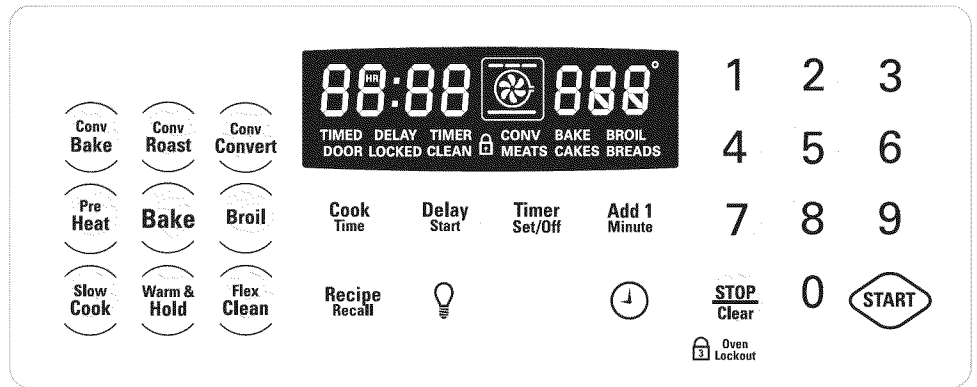 88:88 888°
HR
TIMED DELAY TIMER CONV BAKE BROIL
DOOR LOCKED CLEAN MEATS CAKES BREADS
Conv
Bake
Conv
Roast
Conv
Convert
Pre
Heat
Bake
Broil
Slow
Cook
Warm &
Hold
Flex
Clean
Cook
Time
Delay
Start
Timer
Set/Off
Add 1
Minute
Recipe
Recall
1 2 3
4 5 6
7 8 9
STOP
Clear
0
START
3
Oven
Lockout